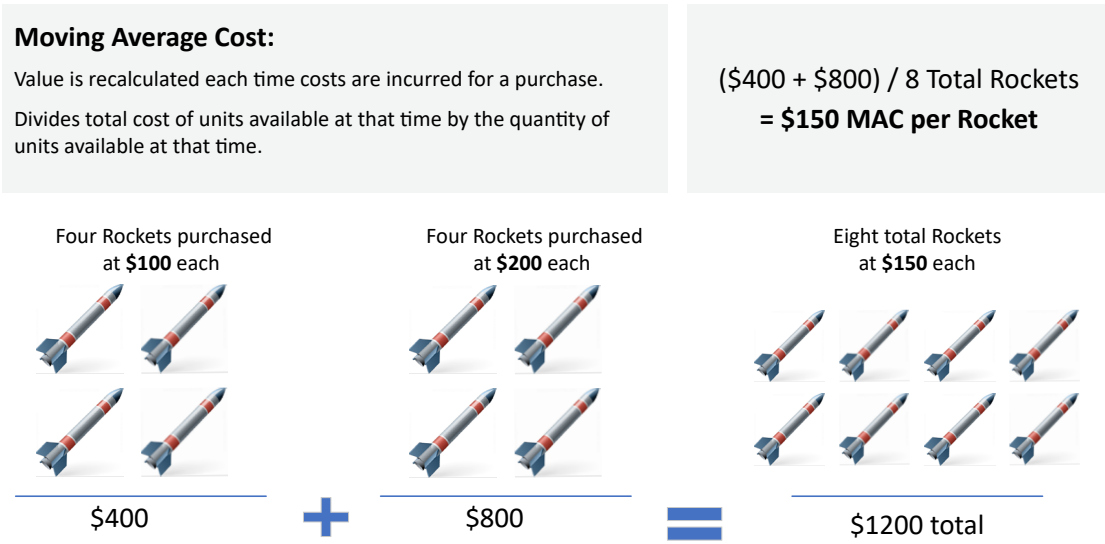 Moving Average Cost:
Value is recalculated each time costs are incurred for a purchase.
Divides total cost of units available at that time by the quantity of
units available at that time.
($400 + $800) / 8 Total Rockets
= $150 MAC per Rocket
Four Rockets purchased
at $100 each
Four Rockets purchased
at $200 each
Eight total Rockets
at $150 each
$400
$800
$1200 total